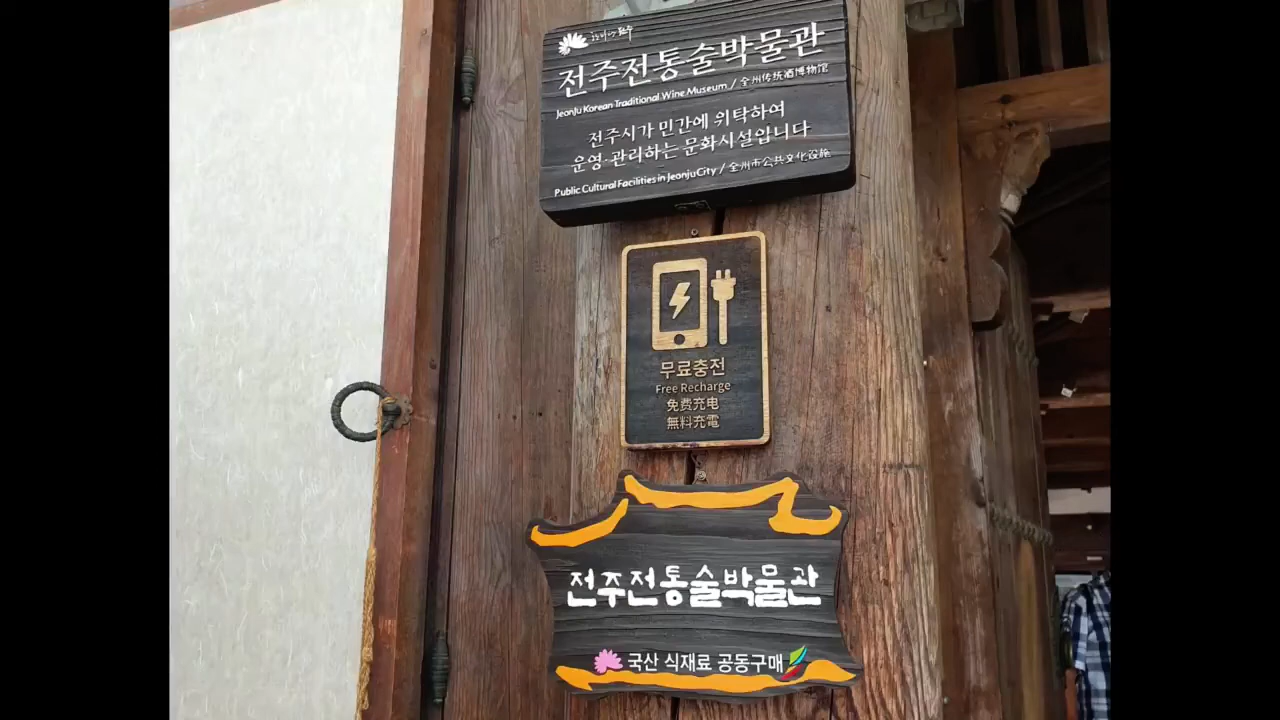 전주전통술박물관
JeonJu Korean Traditional Wine Museum / 全州传统酒博物馆
전주시가 민간에 위탁하여
운영·관리하는 문화시설입니다
Public Cultural Facilities in Jeonju City / 全州市公共文化设施
무료충전
Free Recharge
免费充电
無料充電
전주전통술박물관
국산 식재료 공동구매